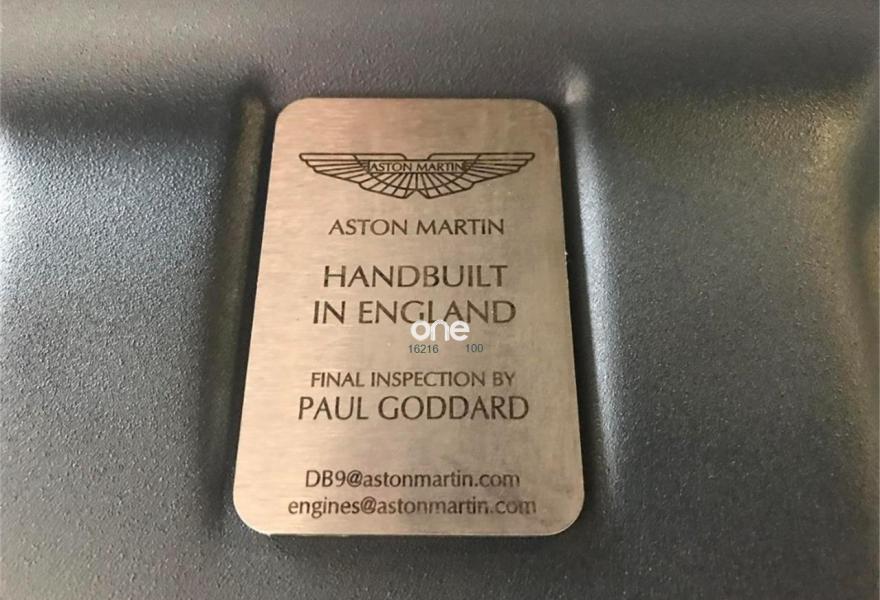 ASTON MARTIN
ASTON MARTIN
HANDBUILT
IN ENGLAND
one
16216 100
FINAL INSPECTION BY
PAUL GODDARD
DB9@astonmartin.com
engines@astonmartin.com